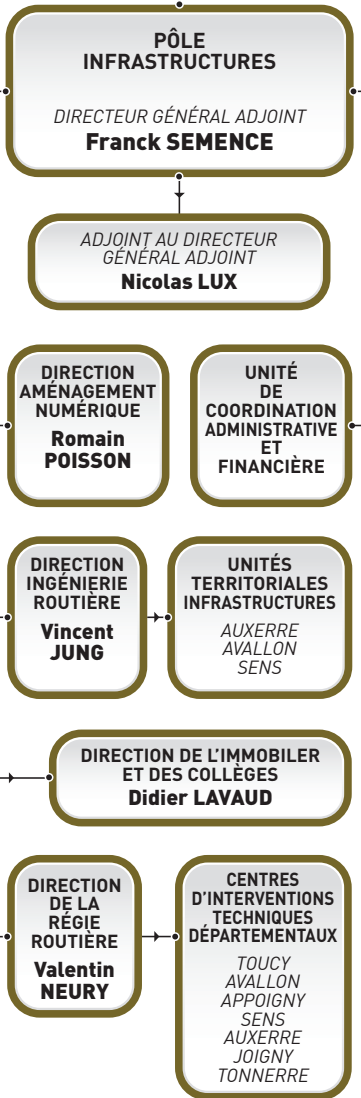 PÔLE
INFRASTRUCTURES
DIRECTEUR GÉNÉRAL ADJOINT
Franck SEMENCE
ADJOINT AU DIRECTEUR
GÉNÉRAL ADJOINT
Nicolas LUX
DIRECTION
AMÉNAGEMENT
NUMÉRIQUE
Romain
POISSON
UNITÉ
DE
COORDINATION
ADMINISTRATIVE
ET
FINANCIÈRE
DIRECTION
INGÉNIERIE
ROUTIÈRE
Vincent
JUNG
UNITÉS
TERRITORIALES
INFRASTRUCTURES
AUXERRE
AVALLON
SENS
DIRECTION DE L'IMMOBILER
ET DES COLLÈGES
Didier LAVAUD
DIRECTION
DE LA
RÉGIE
ROUTIÈRE
Valentin
NEURY
CENTRES
D'INTERVENTIONS
TECHNIQUES
DÉPARTEMENTAUX
TOUCY
AVALLON
APPOIGNY
SENS
AUXERRE
JOIGNY
TONNERRE